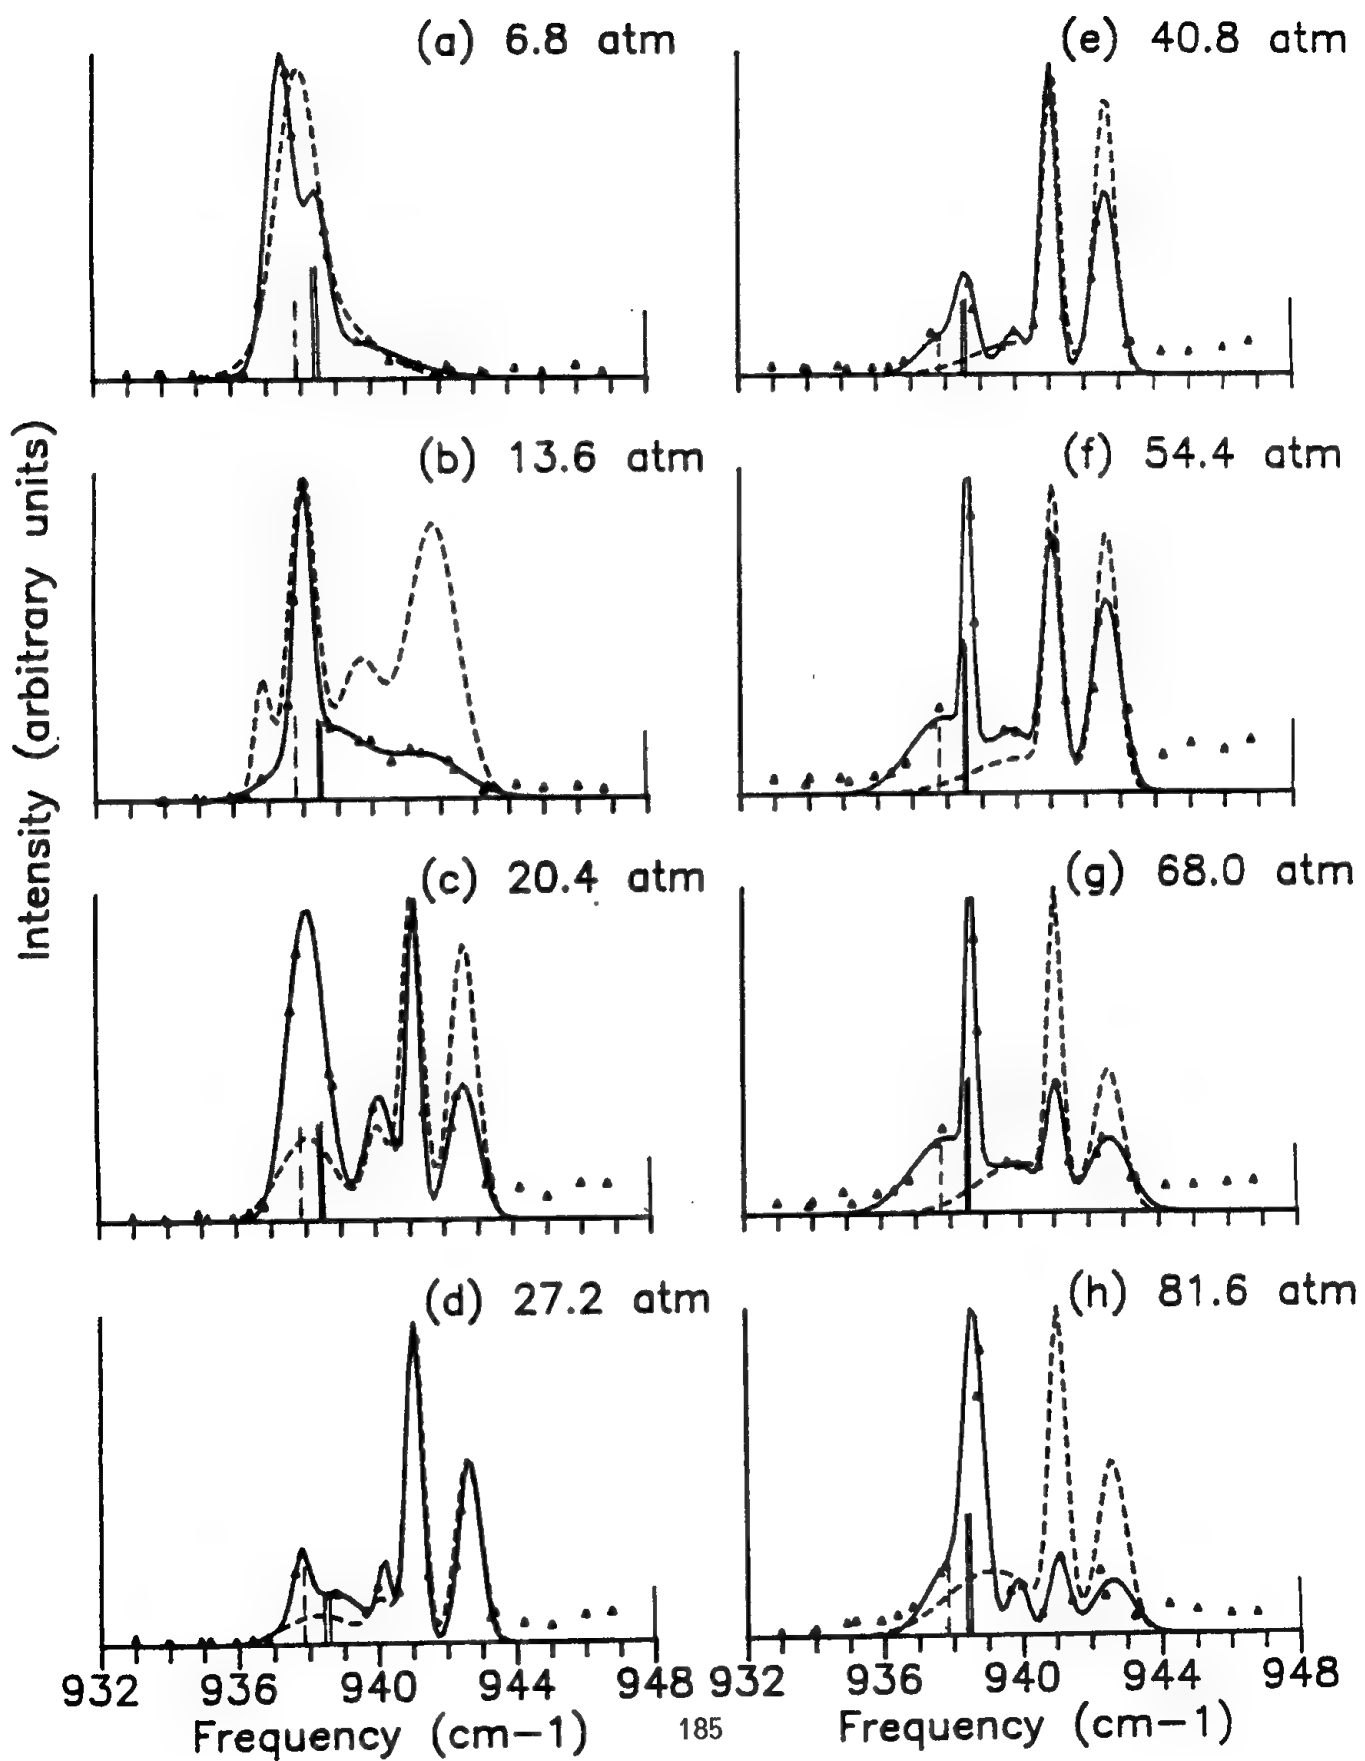 (a) 6.8 atm
(e) 40.8 atm
(b) 13.6 atm
(f) 54.4 atm
(c) 20.4 atm
(g) 68.0 atm
(d) 27.2 atm
(h) 81.6 atm
Intensity (arbitrary units)
932 936 940 944 948
932 936 940 944 948
Frequency (cm-1)
185
Frequency (cm-1)